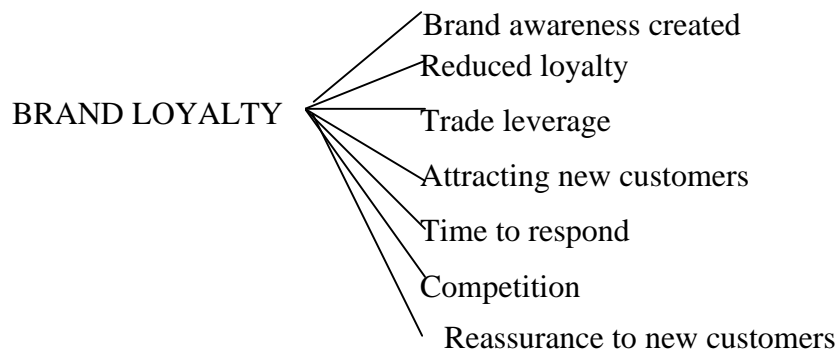 Brand awareness created
Reduced loyalty
BRAND LOYALTY
Trade leverage
Attracting new customers
Time to respond
Competition
Reassurance to new customers